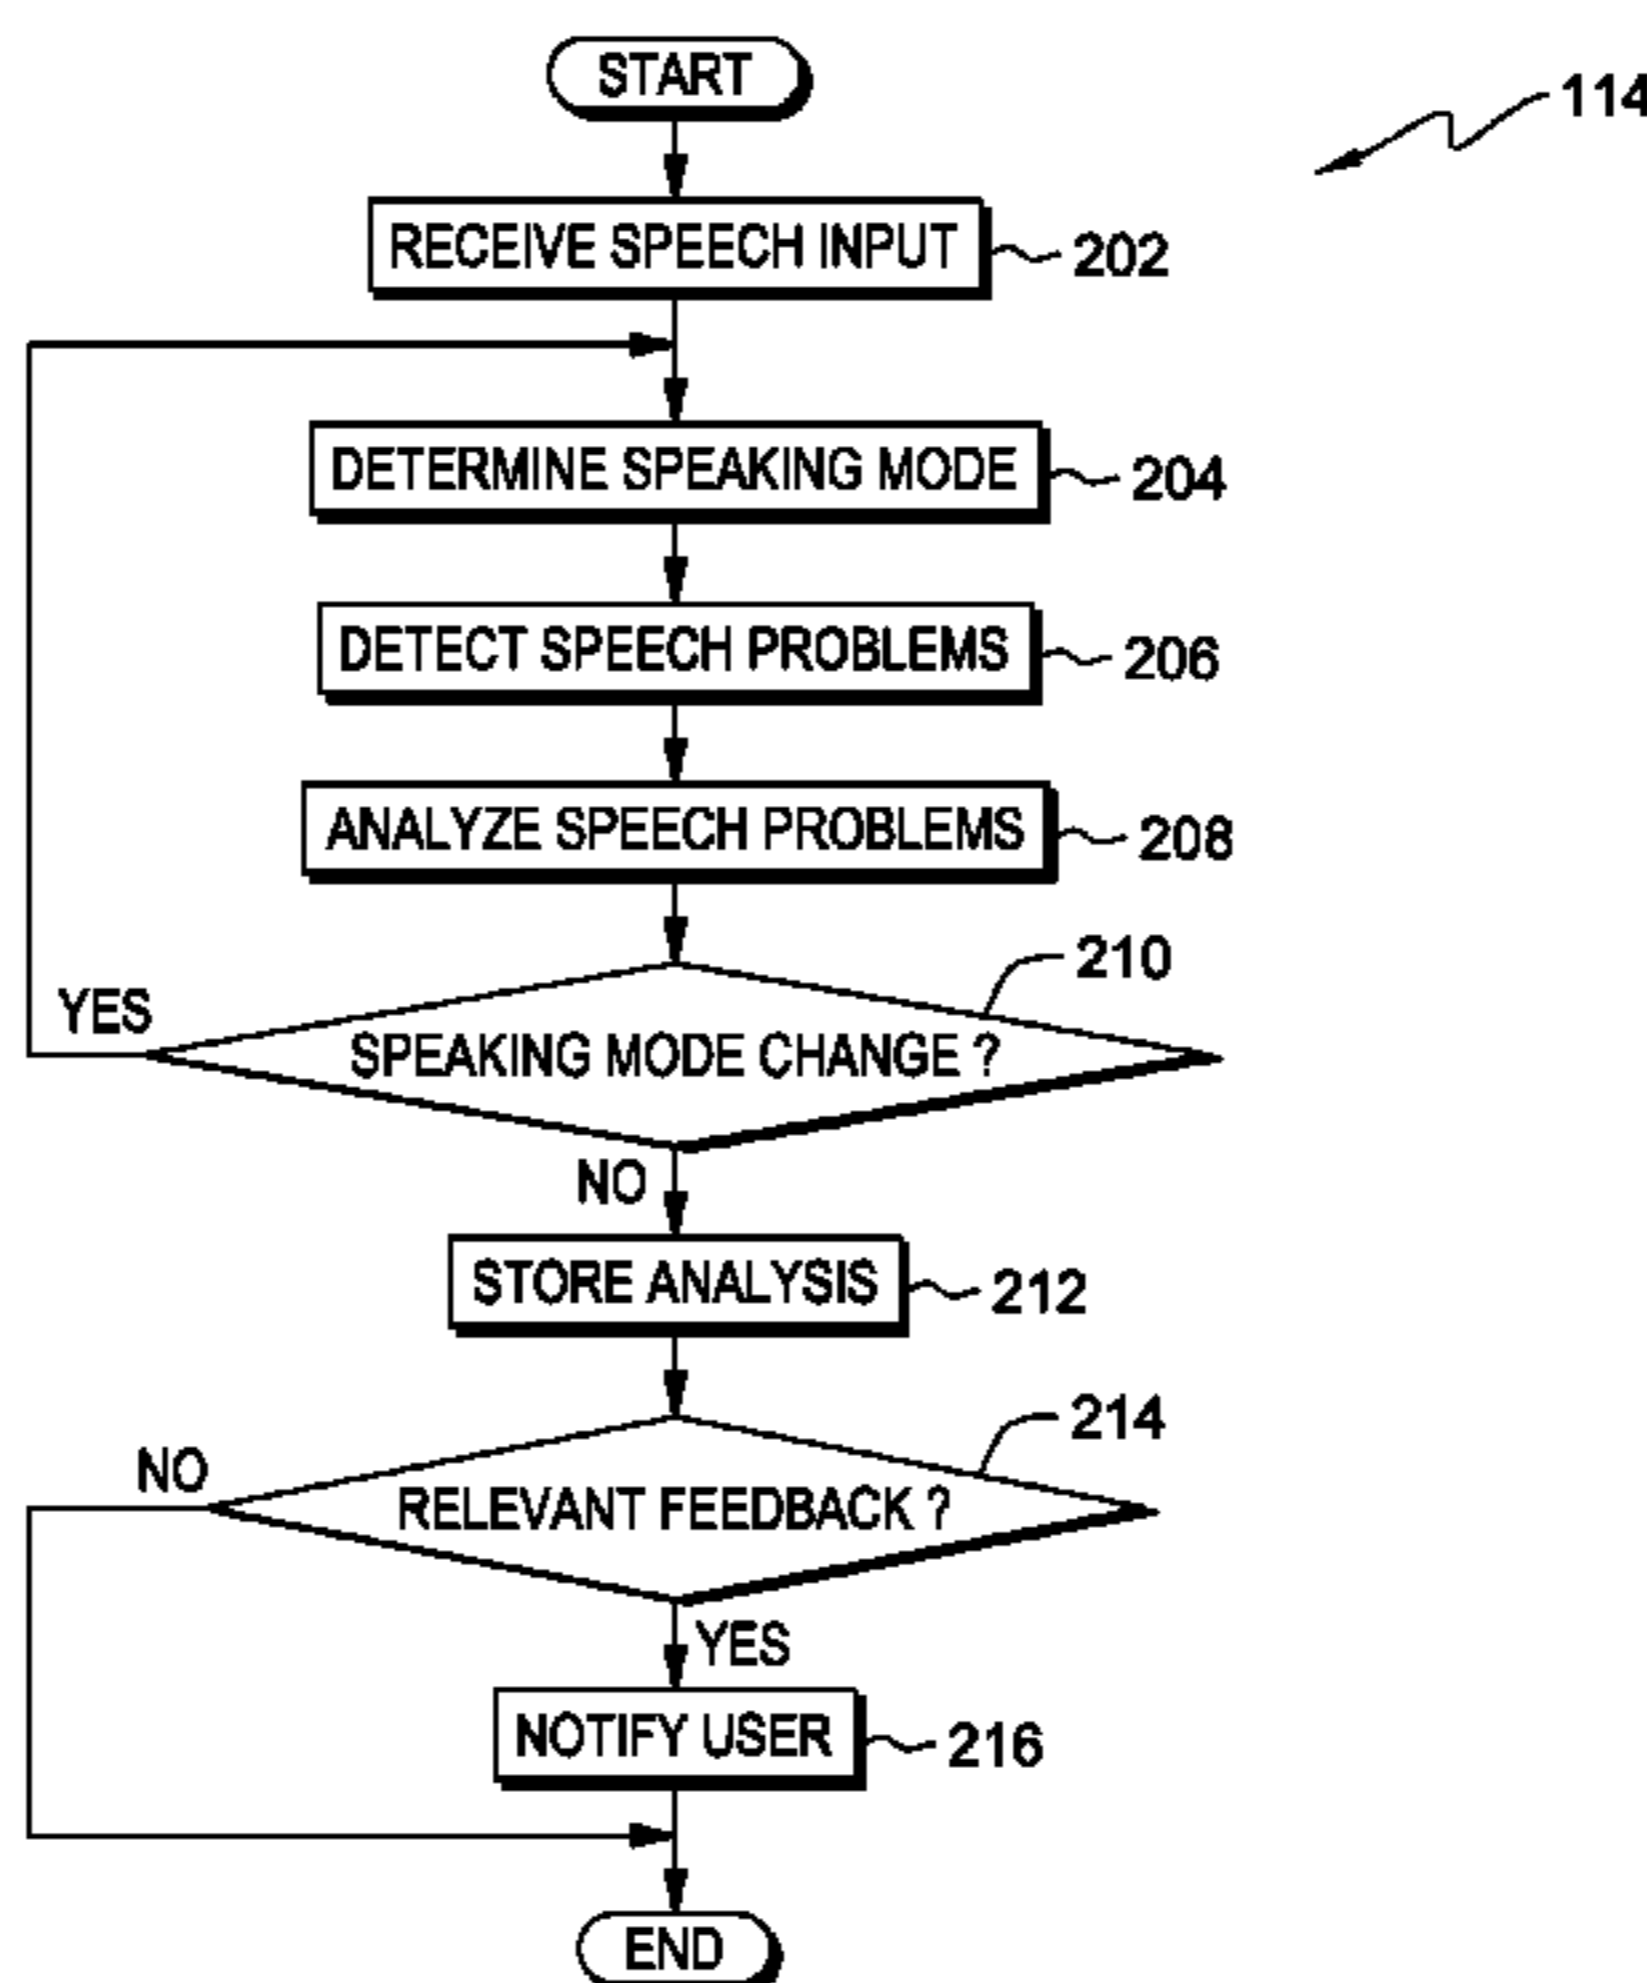 START
114
RECEIVE SPEECH INPUT
202
DETERMINE SPEAKING MODE
204
DETECT SPEECH PROBLEMS
206
ANALYZE SPEECH PROBLEMS
208
210
YES
SPEAKING MODE CHANGE ?
NO
STORE ANALYSIS
212
214
NO
RELEVANT FEEDBACK ?
YES
NOTIFY USER
216
END